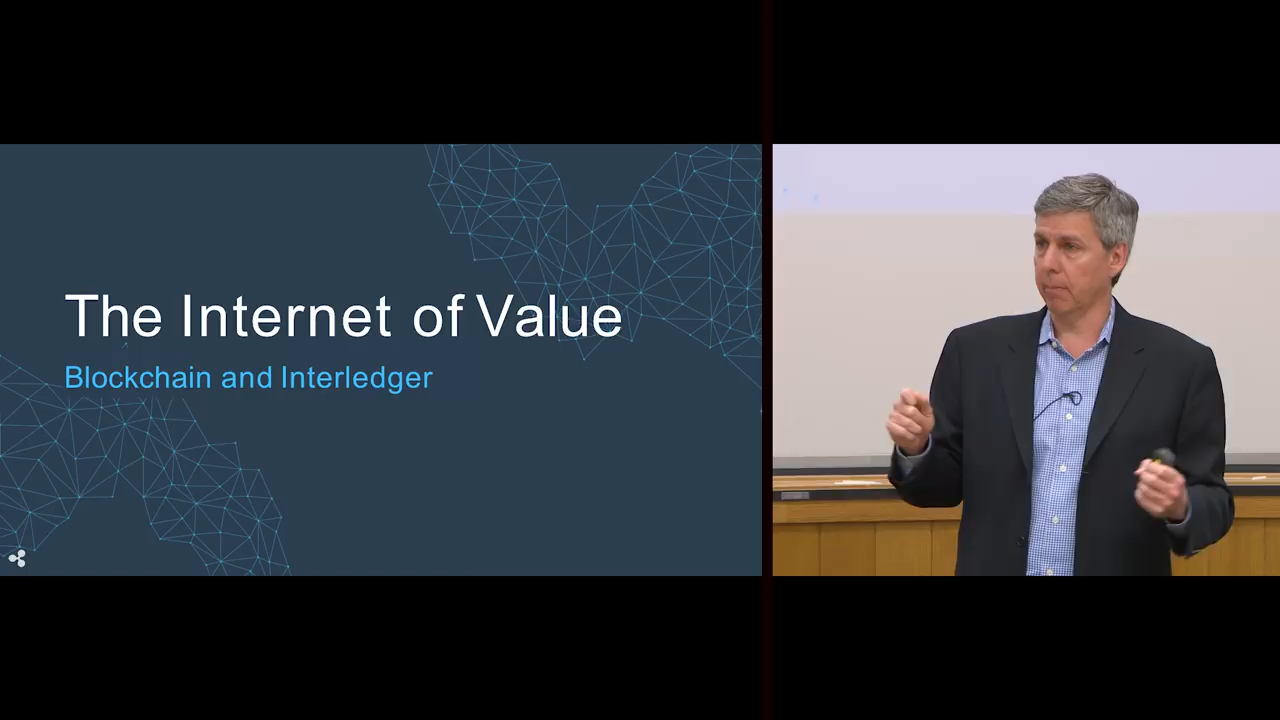 The Internet of Value
Blockchain and Interledger